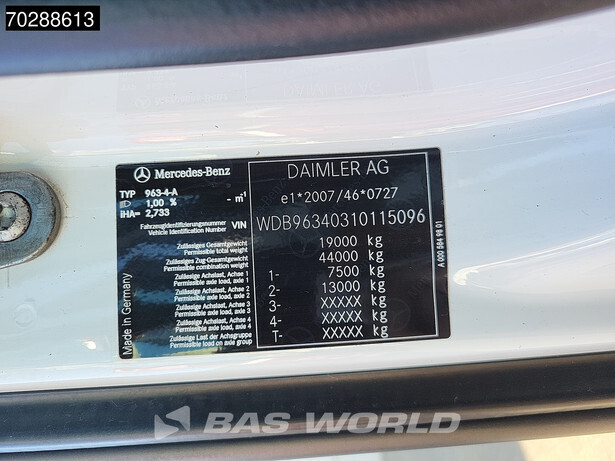 70288613
Mercedes-Benz
DAIMLER AG
TYP 963-4-A
1,00 % - m⁻¹
iHA= 2,733
e1*2007/46*0727
Fahrzeugidentifizierungsnummer
Vehicle Identification Number VIN WDB96340310115096
Zulässiges Gesamtgewicht
Permissible total weight 19000 kg
Zulässiges Zug-Gesamtgewicht
Permissible combination weight 44000 kg
Zulässige Achslast, Achse 1
Permissible axle load, axle 1 1- 7500 kg
Zulässige Achslast, Achse 2
Permissible axle load, axle 2 2- 13000 kg
Zulässige Achslast, Achse 3
Permissible axle load, axle 3 3- XXXXX kg
Zulässige Achslast, Achse 4
Permissible axle load, axle 4 4- XXXXX kg
Zulässige Last der Achsgruppe
Permissible load on axle group T- XXXXX kg
Made in Germany
A 000 584 98 01
BAS WORLD